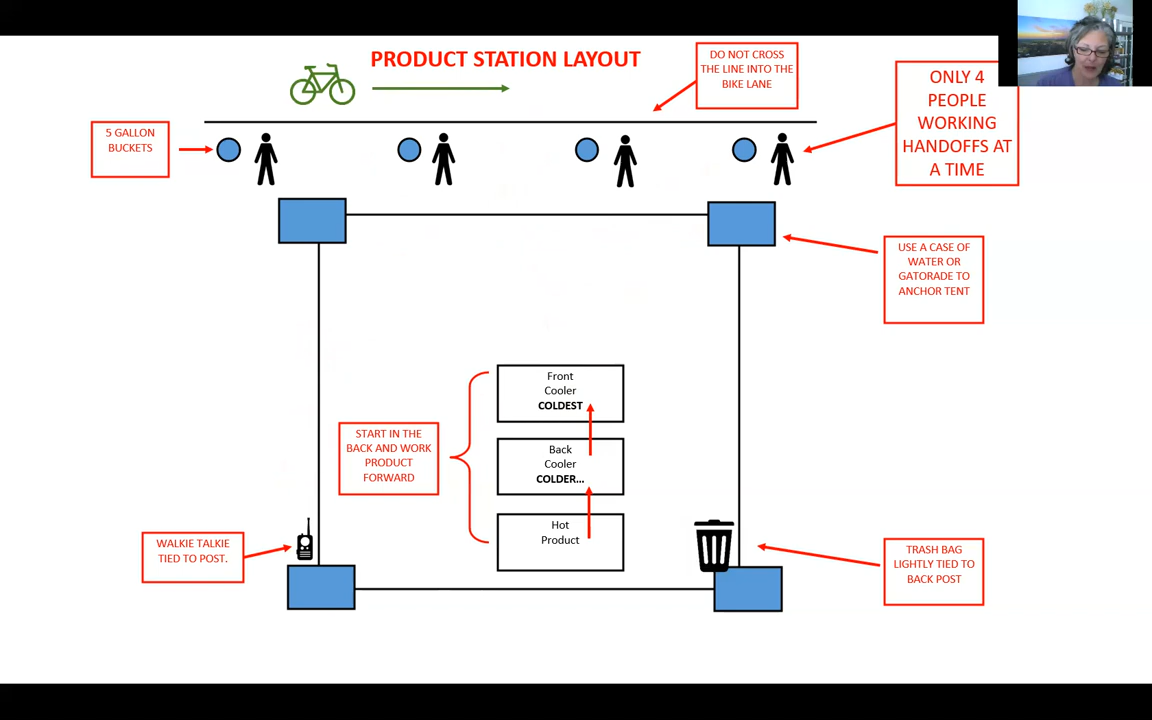 PRODUCT STATION LAYOUT
DO NOT CROSS
THE LINE INTO THE
BIKE LANE
ONLY 4
PEOPLE
WORKING
HANDOFFS AT
A TIME
5 GALLON
BUCKETS
USE A CASE OF
WATER OR
GATORADE TO
ANCHOR TENT
Front
Cooler
COLDEST
START IN THE
BACK AND WORK
PRODUCT
FORWARD
Back
Cooler
COLDER...
Hot
Product
WALKIE TALKIE
TIED TO POST.
TRASH BAG
LIGHTLY TIED TO
BACK POST